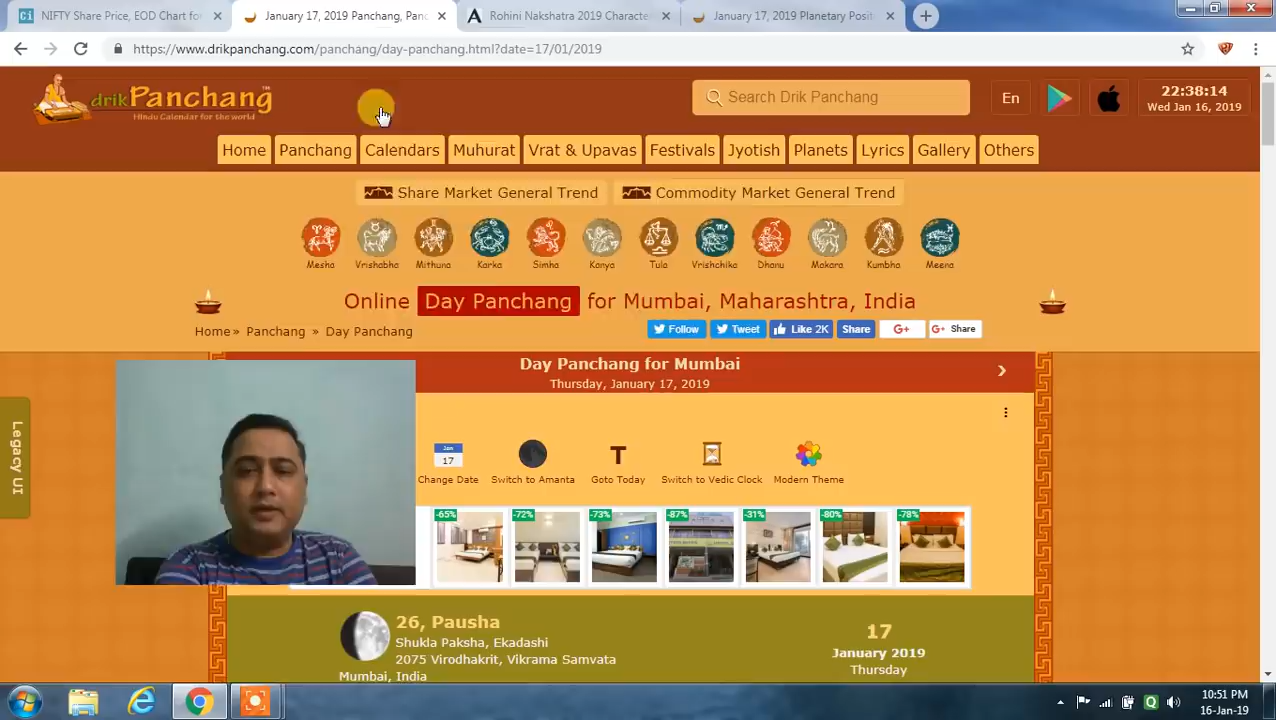 NIFTY Share Price, EOD Chart fo
January 17, 2019 Panchang, Pan
Rohini Nakshatra 2019 Characte
January 17, 2019 Planetary Posit
https://www.drikpanchang.com/panchang/day-panchang.html?date=17/01/2019
drikPanchang
Hindu Calendar for the world
Search Drik Panchang
En
22:38:14
Wed Jan 16, 2019
Home Panchang Calendars Muhurat Vrat & Upavas Festivals Jyotish Planets Lyrics Gallery Others
Share Market General Trend Commodity Market General Trend
Mesha Vrishabha Mithuna Karka Simha Kanya Tula Vrishchika Dhanu Makara Kumbha Meena
Online Day Panchang for Mumbai, Maharashtra, India
Home» Panchang » Day Panchang
Follow Tweet Like 2K Share G+ G+ Share
Day Panchang for Mumbai
Thursday, January 17, 2019
Legacy UI
Jan
17
T
Change Date Switch to Amanta Goto Today Switch to Vedic Clock Modern Theme
-65% -72% -73% -87% -31% -80% -78%
26, Pausha
Shukla Paksha, Ekadashi
2075 Virodhakrit, Vikrama Samvata
Mumbai, India
17
January 2019
Thursday
10:51 PM
16-Jan-19